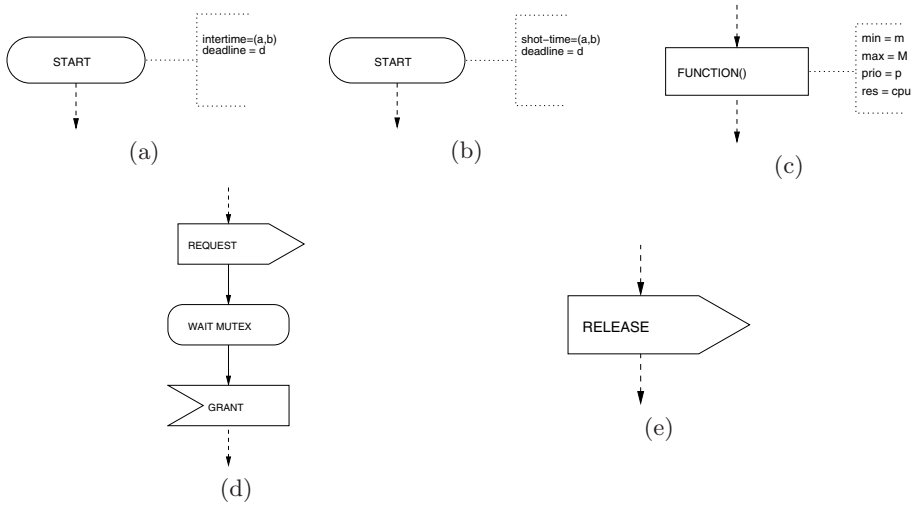 START
intertime=(a,b)
deadline = d
(a)
START
shot-time=(a,b)
deadline = d
(b)
FUNCTION()
min = m
max = M
prio = p
res = cpu
(c)
REQUEST
WAIT MUTEX
GRANT
(d)
RELEASE
(e)